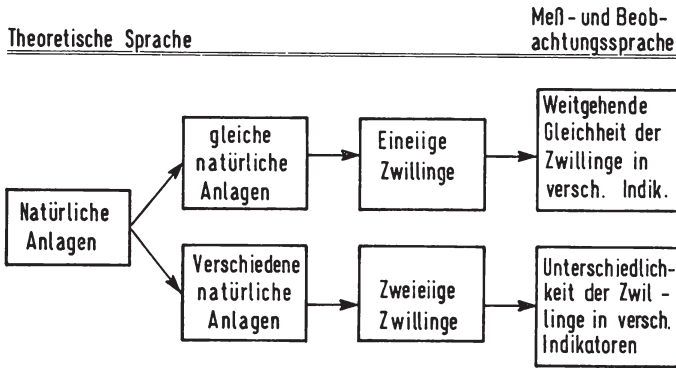 Theoretische Sprache
Meß- und Beob-
achtungssprache
Natürliche
Anlagen
gleiche
natürliche
Anlagen
Eineiige
Zwillinge
Weitgehende
Gleichheit der
Zwillinge in
versch. Indik.
Verschiedene
natürliche
Anlagen
Zweieiige
Zwillinge
Unterschiedlich-
keit der Zwil -
linge in versch.
Indikatoren